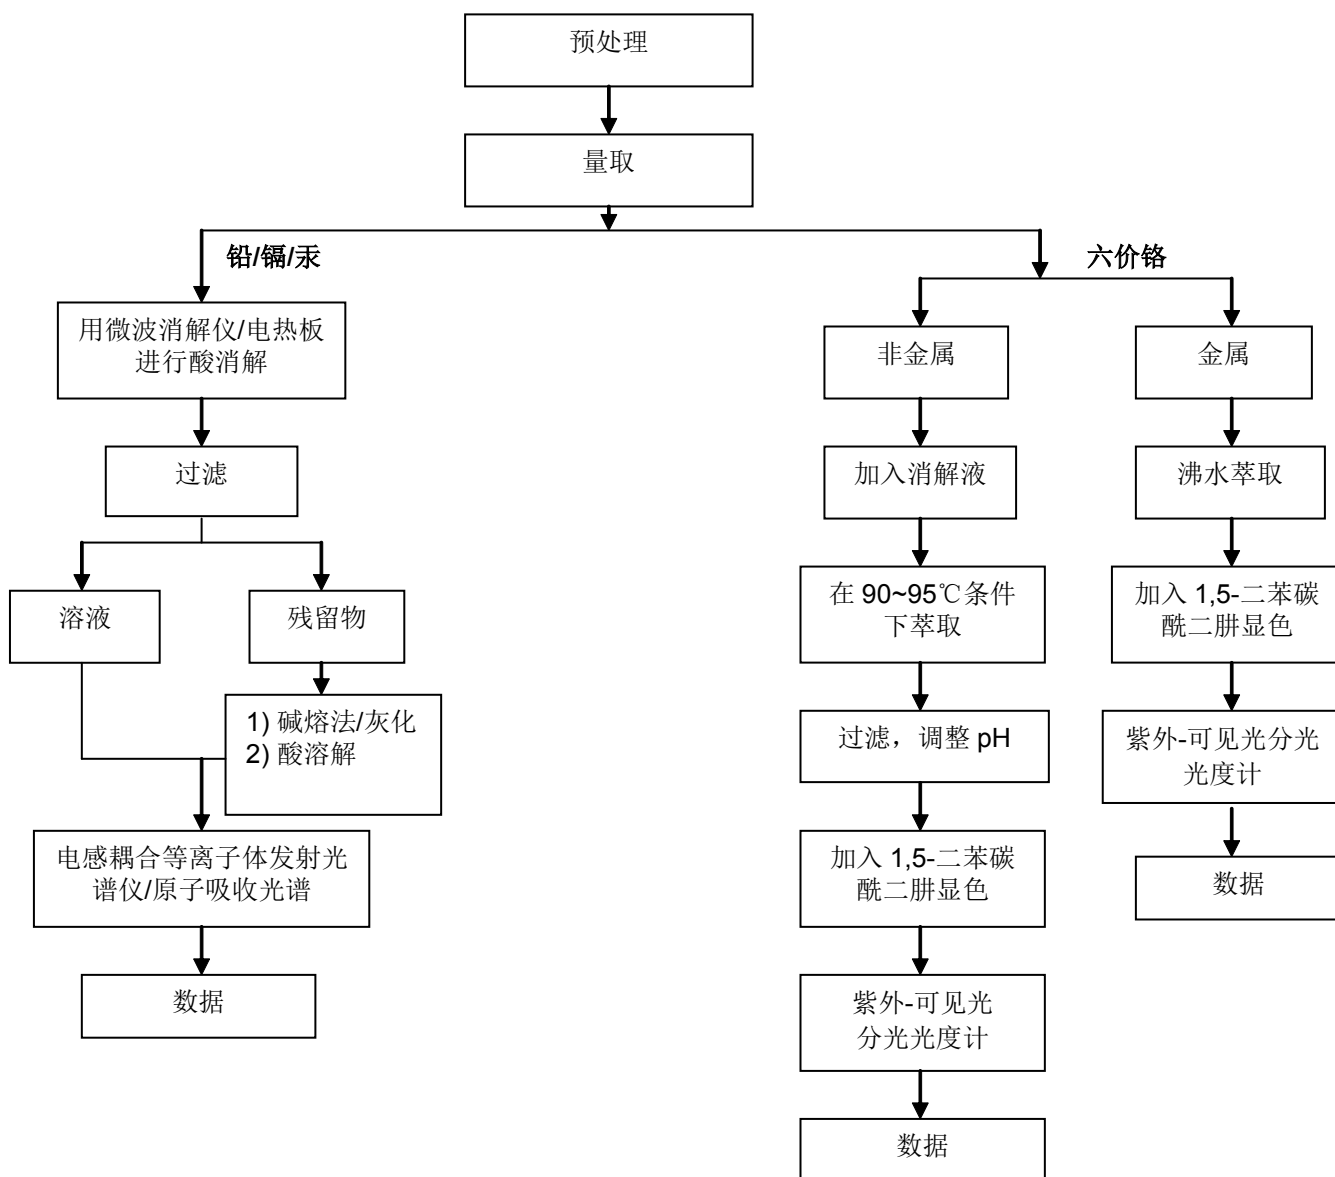 预处理
量取
铅/镉/汞
用微波消解仪/电热板
进行酸消解
过滤
溶液
残留物
1) 碱熔法/灰化
2) 酸溶解
电感耦合等离子体发射光
谱仪/原子吸收光谱
数据
六价铬
非金属
加入消解液
在 90~95℃条件
下萃取
过滤，调整 pH
加入 1,5-二苯碳
酰二肼显色
紫外-可见光
分光光度计
数据
金属
沸水萃取
加入 1,5-二苯碳
酰二肼显色
紫外-可见光分光
光度计
数据